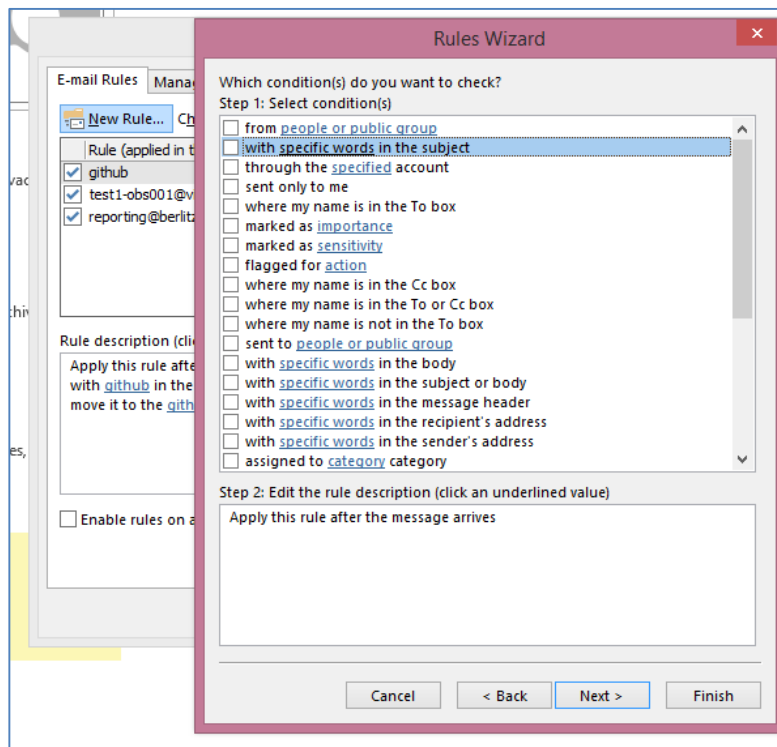 Rules Wizard
E-mail Rules
New Rule...
Rule (applied in t
github
test1-obs001@v
reporting@berlitz
Rule description (clic
Apply this rule afte
with github in the
move it to the gith
Enable rules on a
Which condition(s) do you want to check?
Step 1: Select condition(s)
from people or public group
with specific words in the subject
through the specified account
sent only to me
where my name is in the To box
marked as importance
marked as sensitivity
flagged for action
where my name is in the Cc box
where my name is in the To or Cc box
where my name is not in the To box
sent to people or public group
with specific words in the body
with specific words in the subject or body
with specific words in the message header
with specific words in the recipient's address
with specific words in the sender's address
assigned to category category
Step 2: Edit the rule description (click an underlined value)
Apply this rule after the message arrives
Cancel
< Back
Next >
Finish